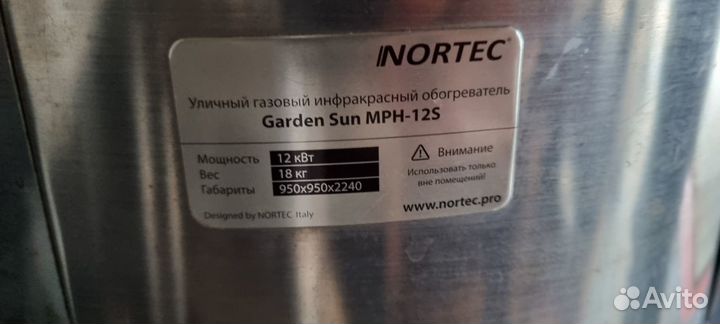 NORTEC
Уличный газовый инфракрасный обогреватель
Garden Sun MPH-12S
Мощность 12 кВт
Вес 18 кг
Габариты 950x950x2240
Внимание
Использовать только
вне помещений!
Designed by NORTEC Italy
www.nortec.pro
Avito